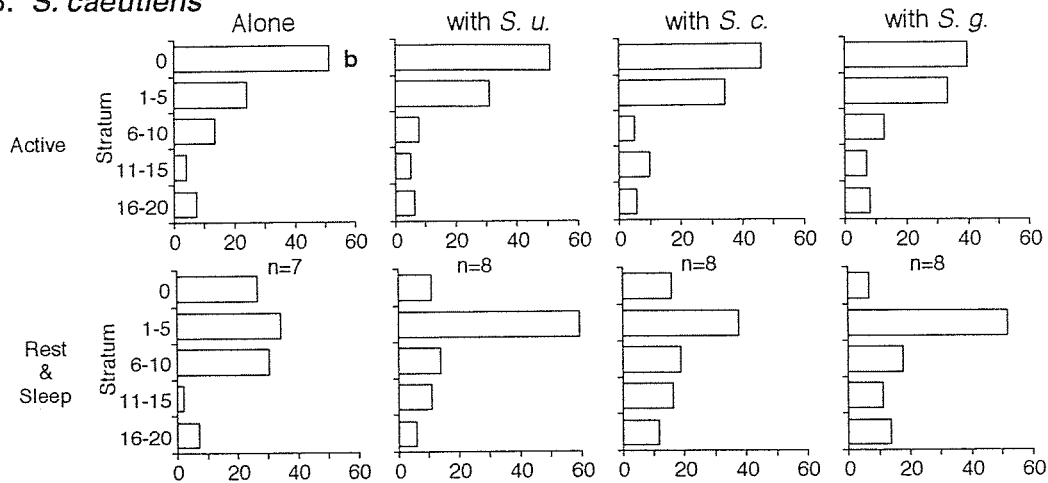 B. S. caeutiens
Alone with S. u. with S. c. with S. g.
0 b
1-5
6-10
11-15
16-20
Active
Stratum
0 20 40 60 0 20 40 60 0 20 40 60 0 20 40 60
n=7 n=8 n=8 n=8
0
1-5
6-10
11-15
16-20
Rest
&
Sleep
Stratum
0 20 40 60 0 20 40 60 0 20 40 60 0 20 40 60